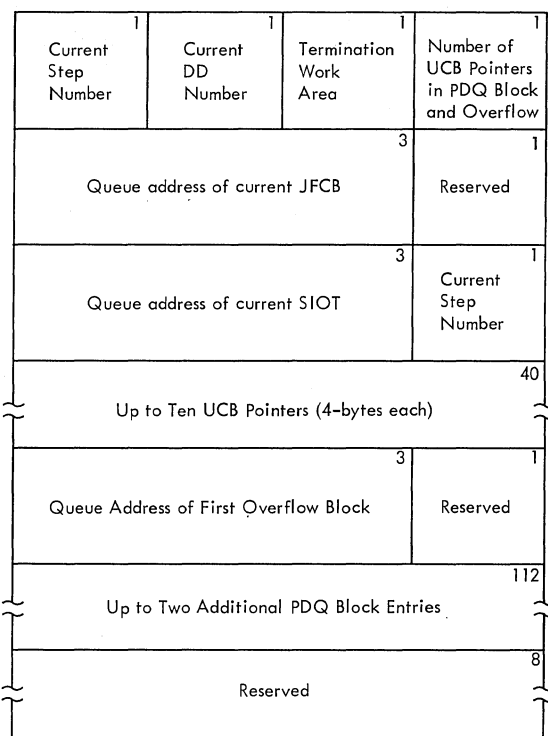 1
Current
Step
Number
1
Current
DD
Number
1
Termination
Work
Area
1
Number of
UCB Pointers
in PDQ Block
and Overflow
3
Queue address of current JFCB
1
Reserved
3
Queue address of current SIOT
1
Current
Step
Number
40
Up to Ten UCB Pointers (4-bytes each)
3
Queue Address of First Overflow Block
1
Reserved
112
Up to Two Additional PDQ Block Entries
8
Reserved